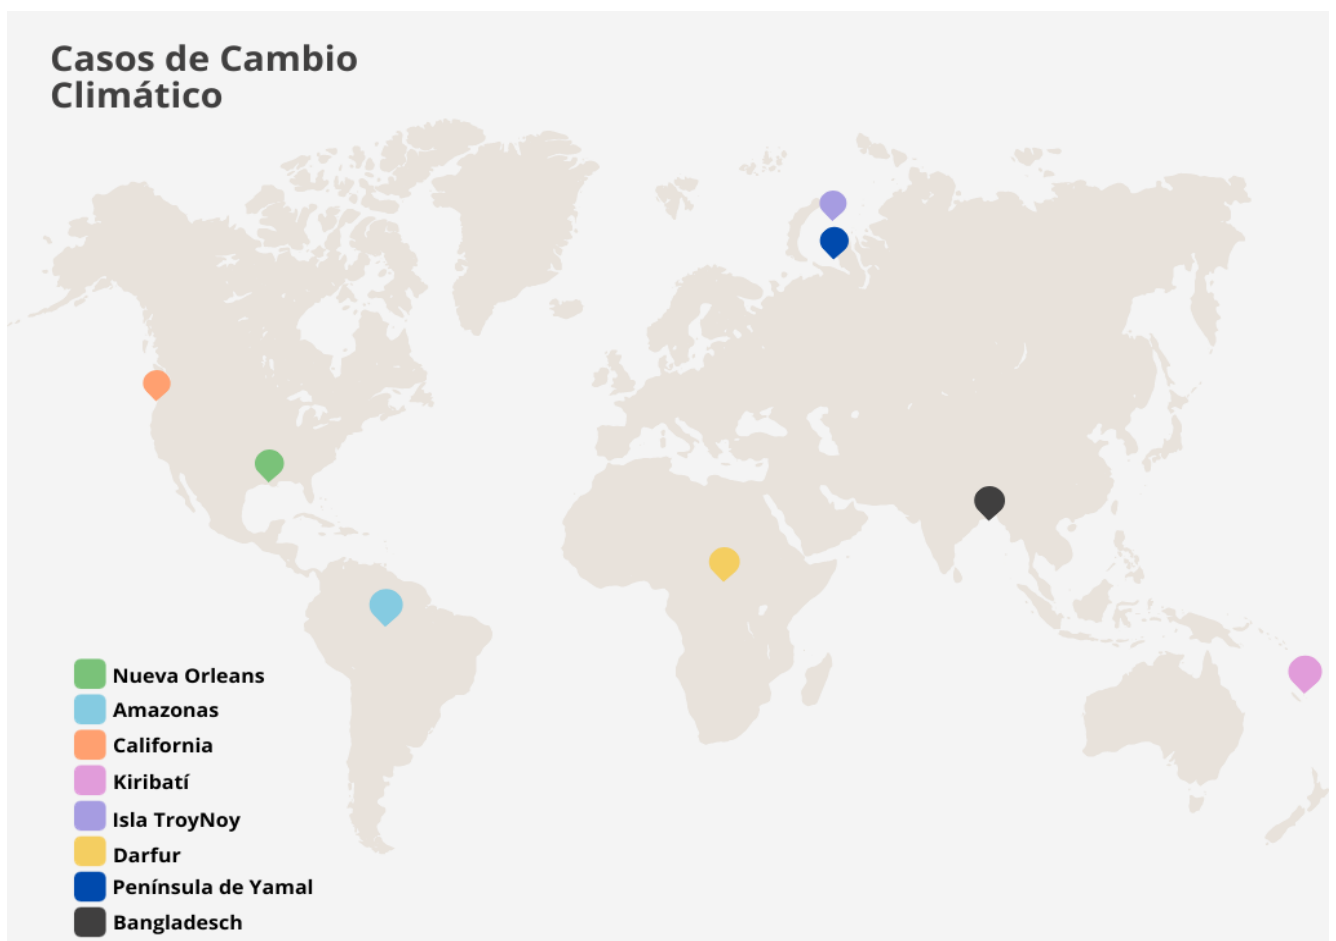 Casos de Cambio
Climático
Nueva Orleans
Amazonas
California
Kiribatí
Isla TroyNoy
Darfur
Península de Yamal
Bangladesch